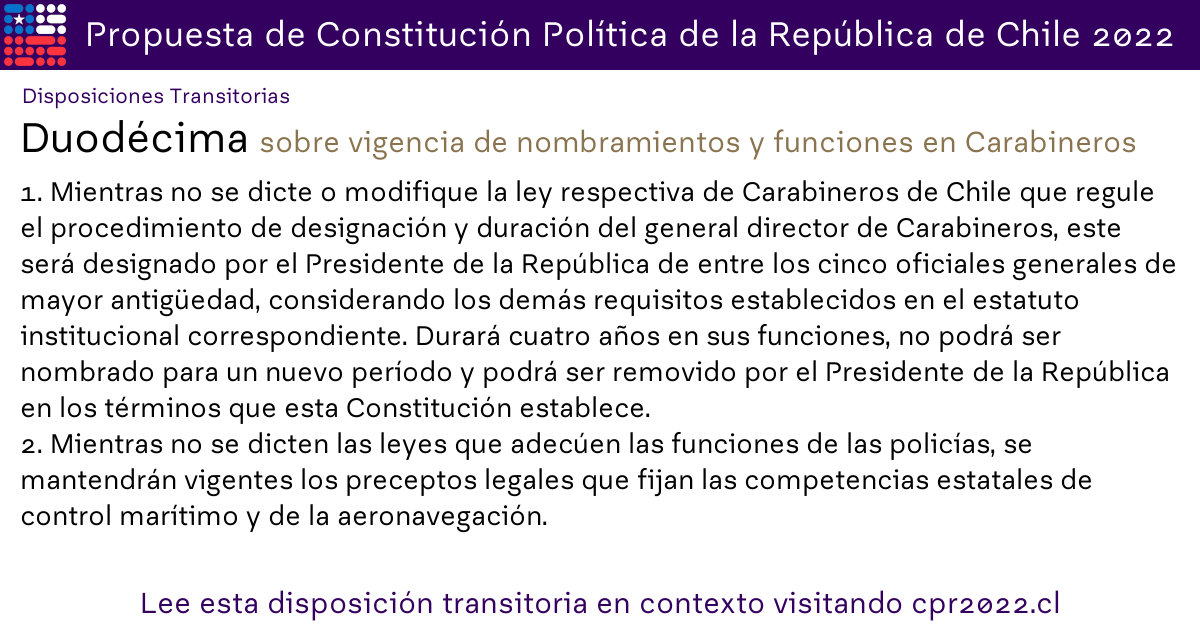 Propuesta de Constitución Política de la República de Chile 2022
Disposiciones Transitorias
Duodécima sobre vigencia de nombramientos y funciones en Carabineros
1. Mientras no se dicte o modifique la ley respectiva de Carabineros de Chile que regule
el procedimiento de designación y duración del general director de Carabineros, este
será designado por el Presidente de la República de entre los cinco oficiales generales de
mayor antigüedad, considerando los demás requisitos establecidos en el estatuto
institucional correspondiente. Durará cuatro años en sus funciones, no podrá ser
nombrado para un nuevo período y podrá ser removido por el Presidente de la República
en los términos que esta Constitución establece.
2. Mientras no se dicten las leyes que adecúen las funciones de las policías, se
mantendrán vigentes los preceptos legales que fijan las competencias estatales de
control marítimo y de la aeronavegación.
Lee esta disposición transitoria en contexto visitando cpr2022.cl